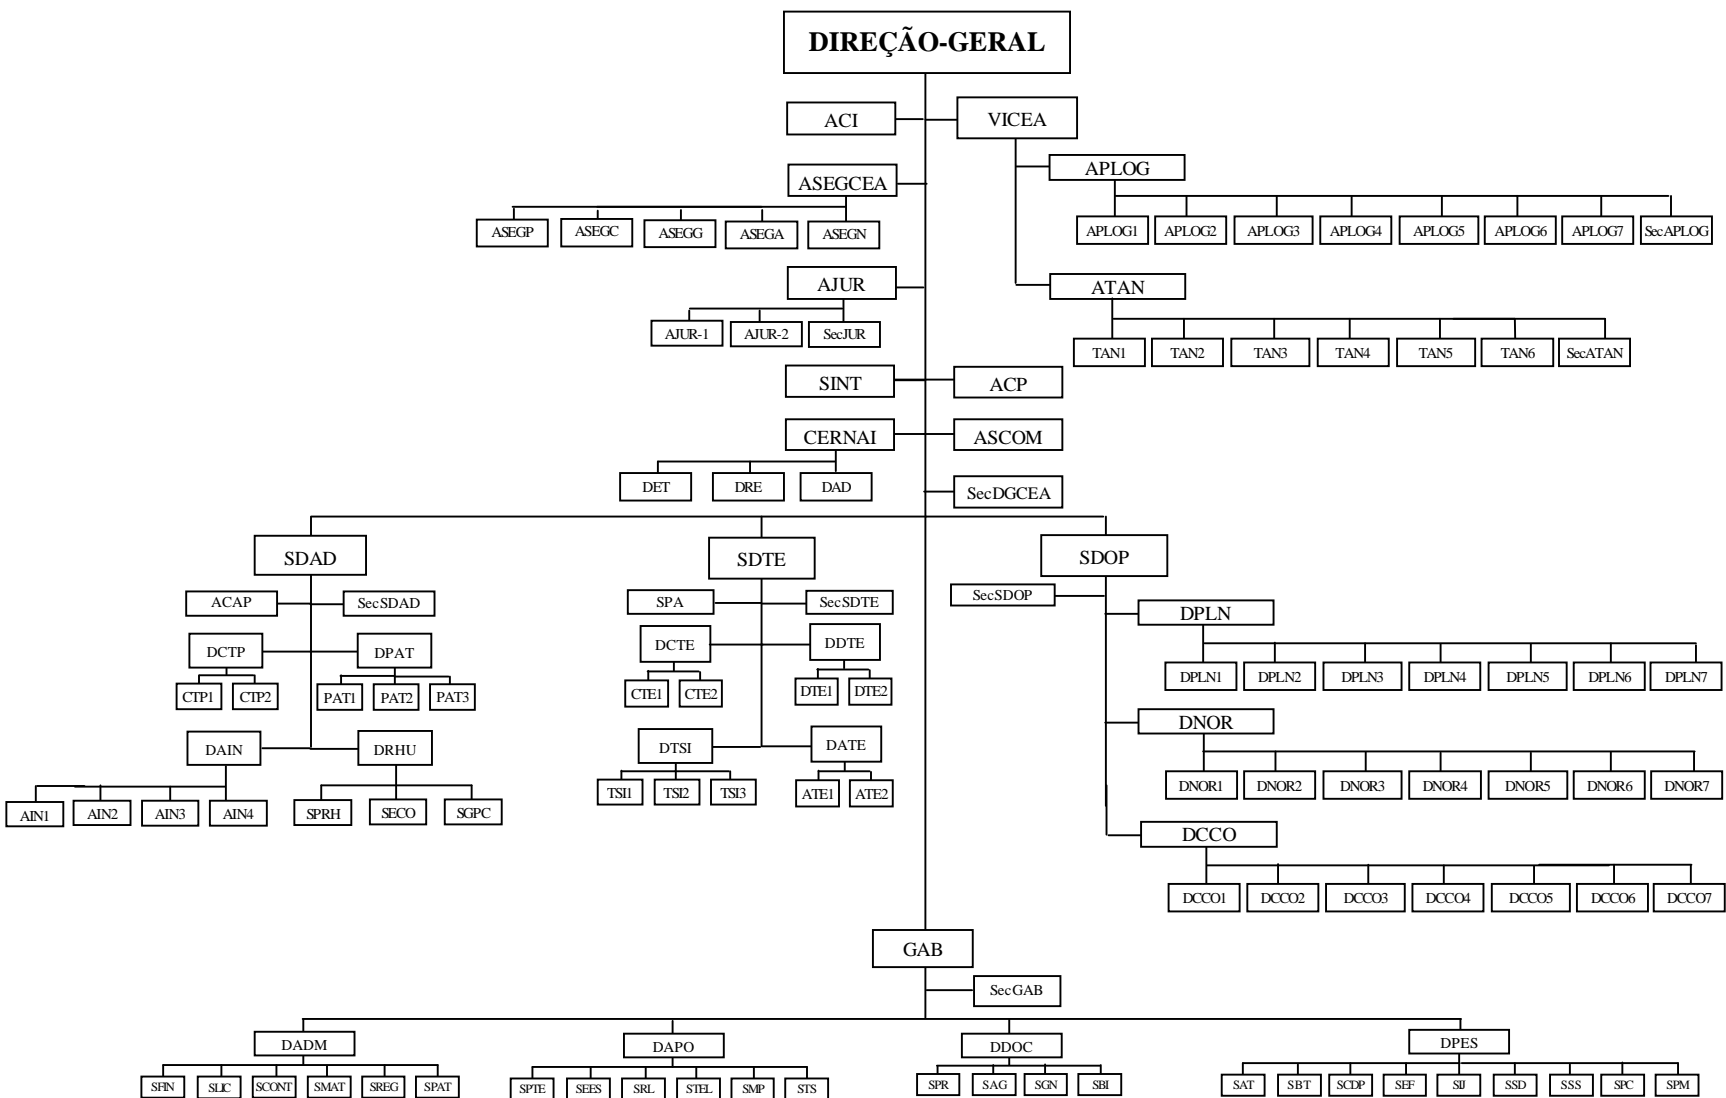 DIREÇÃO-GERAL
ACI
VICEA
APLOG
ASEGCEA
ASEGP ASEGC ASEGG ASEGA ASEGN
APLOG1 APLOG2 APLOG3 APLOG4 APLOG5 APLOG6 APLOG7 SecAPLOG
AJUR
ATAN
AJUR-1 AJUR-2 SecJUR
TAN1 TAN2 TAN3 TAN4 TAN5 TAN6 SecATAN
SINT
ACP
CERNAI
ASCOM
DET DRE DAD
SecDGCEA
SDAD
SDTE
SDOP
ACAP
SecSDAD
SPA
SecSDTE
SecSDOP
DPLN
DCTP
DPAT
DCTE
DDTE
DPLN1 DPLN2 DPLN3 DPLN4 DPLN5 DPLN6 DPLN7
CTP1 CTP2
PAT1 PAT2 PAT3
CTE1 CTE2
DTE1 DTE2
DNOR
DAIN
DRHU
DTSI
DATE
DNOR1 DNOR2 DNOR3 DNOR4 DNOR5 DNOR6 DNOR7
AIN1 AIN2 AIN3 AIN4
SPRH SECO SGPC
TSI1 TSI2 TSI3
ATE1 ATE2
DCCO
DCCO1 DCCO2 DCCO3 DCCO4 DCCO5 DCCO6 DCCO7
GAB
SecGAB
DADM
DAPO
DDOC
DPES
SFIN SLIC SCONT SMAT SREG SPAT
SPTE SEES SRL STEL SMP STS
SPR SAG SGN SBI
SAT SBT SCDP SEF SIJ SSD SSS SPC SPM